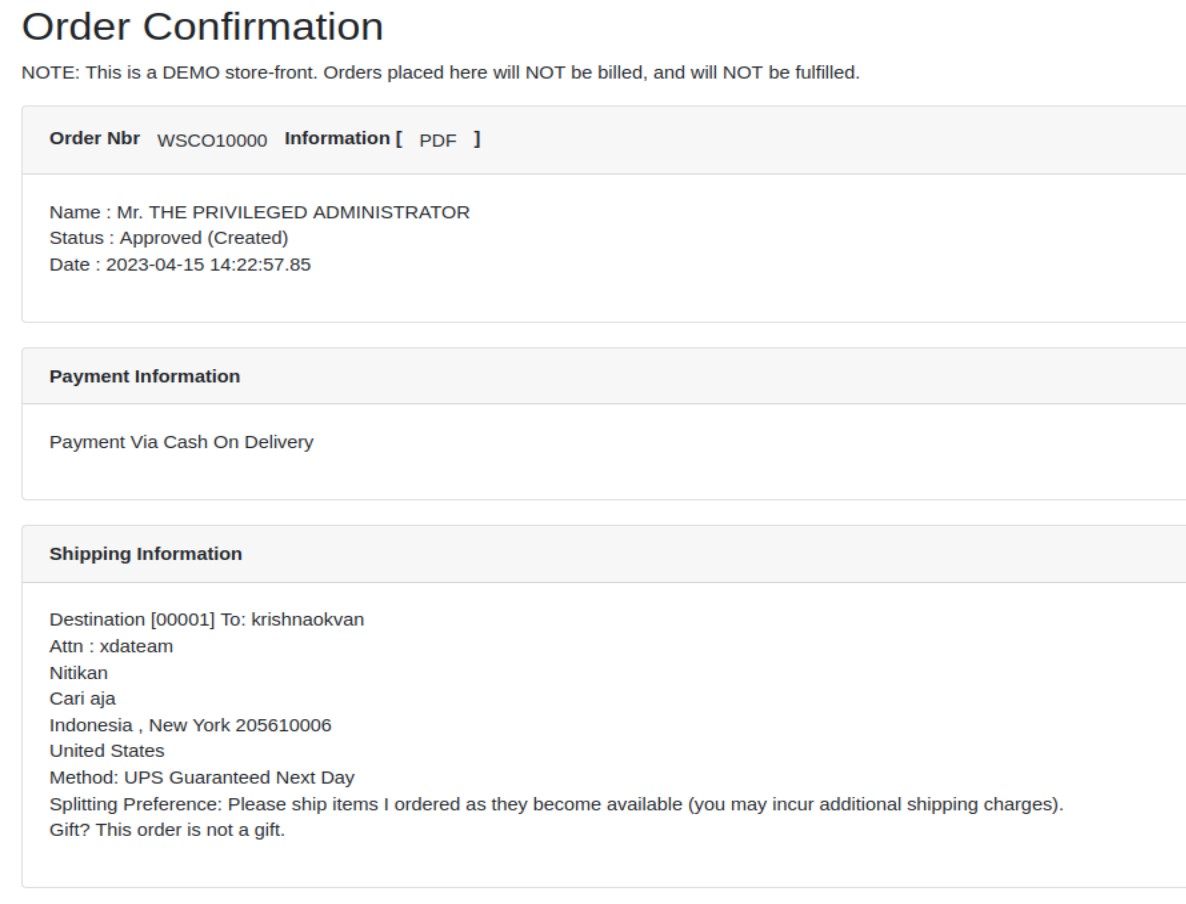 Order Confirmation
NOTE: This is a DEMO store-front. Orders placed here will NOT be billed, and will NOT be fulfilled.
Order Nbr WSCO10000 Information [ PDF ]
Name : Mr. THE PRIVILEGED ADMINISTRATOR
Status : Approved (Created)
Date : 2023-04-15 14:22:57.85
Payment Information
Payment Via Cash On Delivery
Shipping Information
Destination [00001] To: krishnaokvan
Attn : xdateam
Nitikan
Cari aja
Indonesia , New York 205610006
United States
Method: UPS Guaranteed Next Day
Splitting Preference: Please ship items I ordered as they become available (you may incur additional shipping charges).
Gift? This order is not a gift.